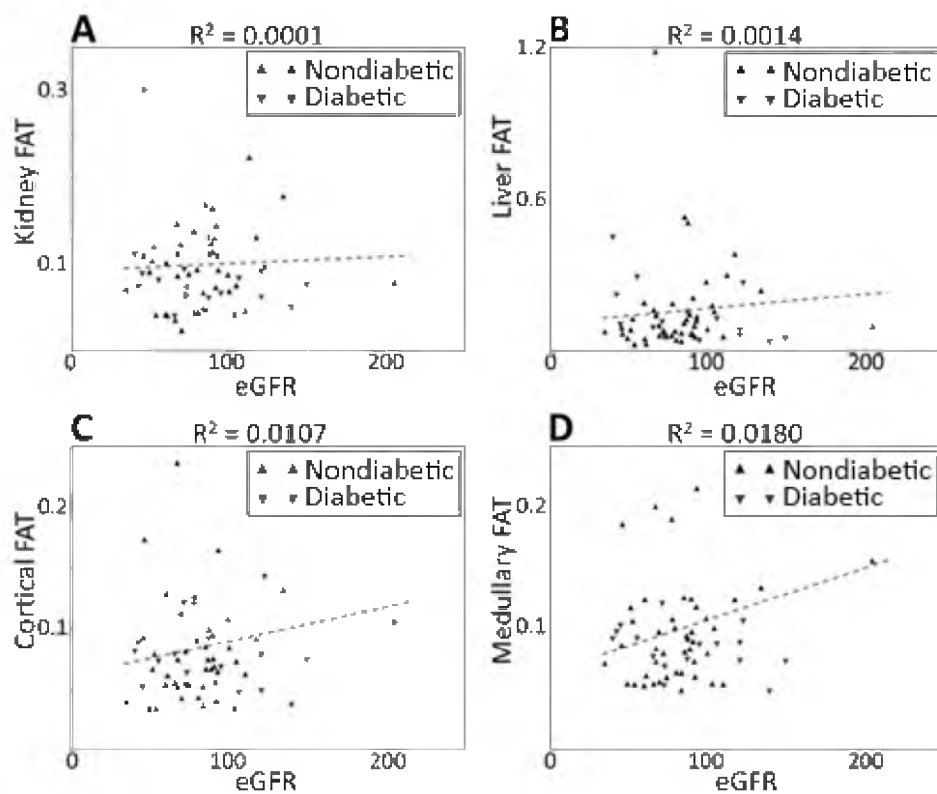 A
R² = 0.0001
Nondiabetic
Diabetic
0.3
0.1
Kidney FAT
0
100
200
eGFR
B
R² = 0.0014
Nondiabetic
Diabetic
1.2
0.6
Liver FAT
0
100
200
eGFR
C
R² = 0.0107
Nondiabetic
Diabetic
0.2
0.1
Cortical FAT
0
100
200
eGFR
D
R² = 0.0180
Nondiabetic
Diabetic
0.2
0.1
Medullary FAT
0
100
200
eGFR